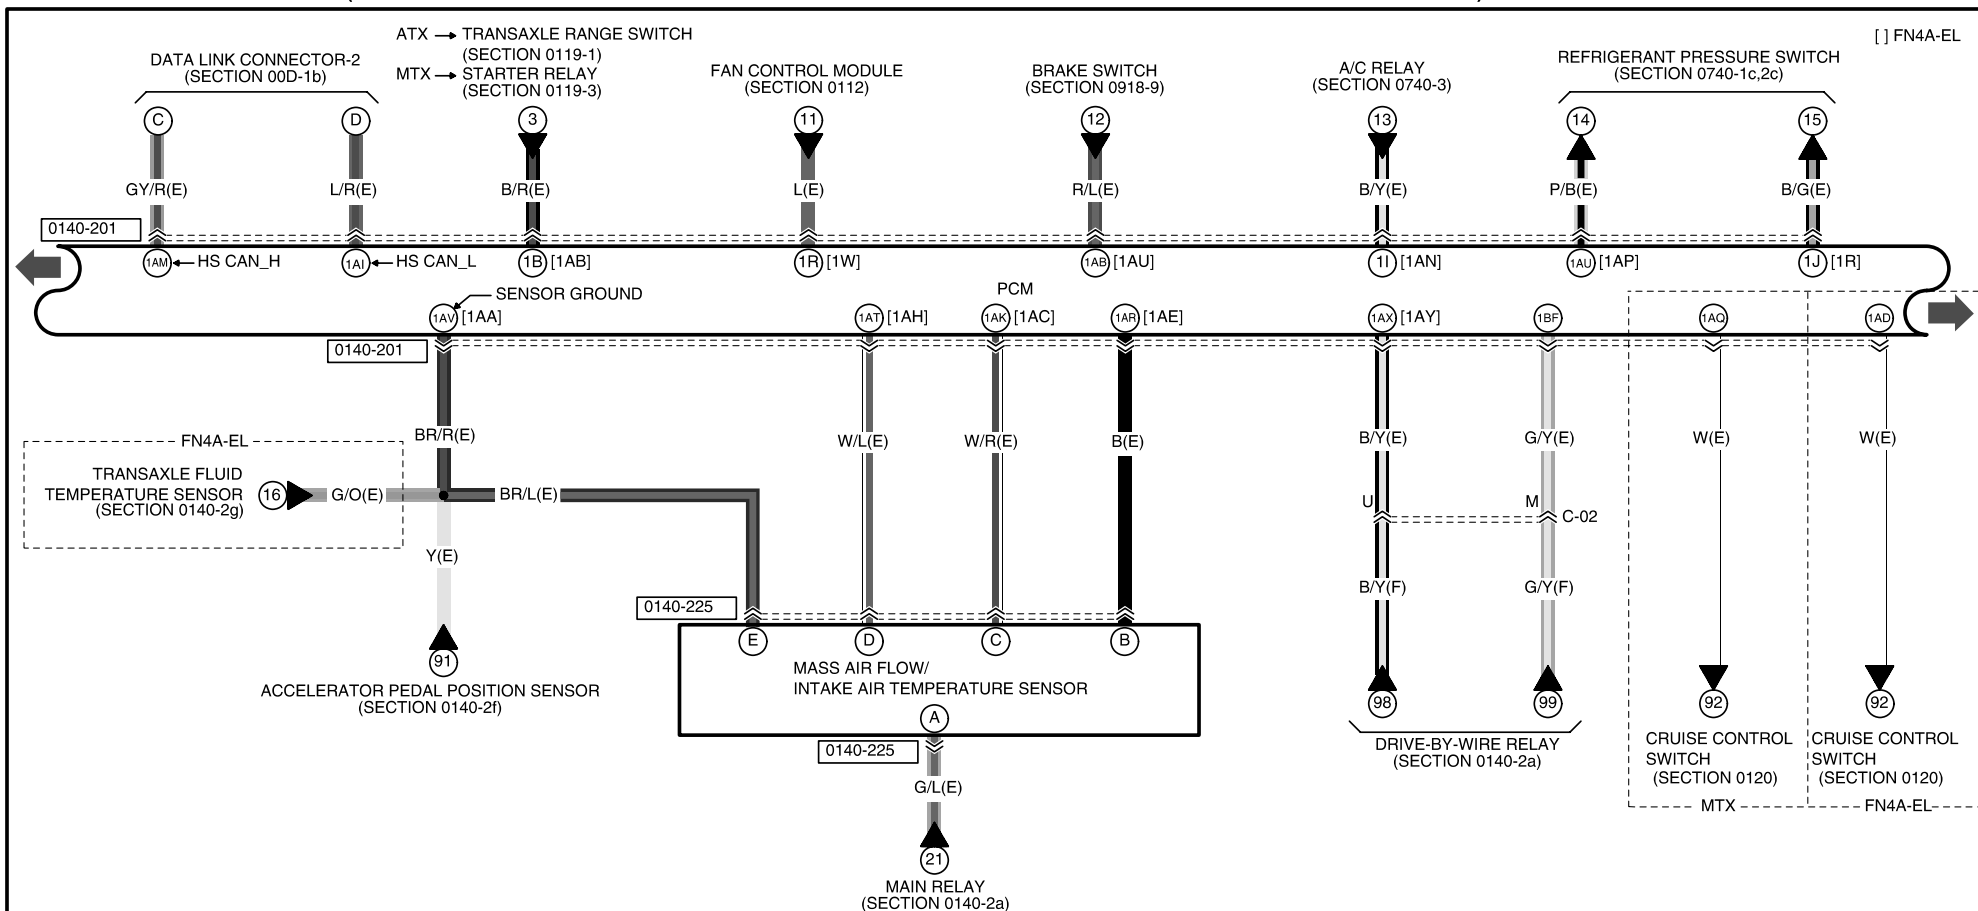 ATX TRANSAXLE RANGE SWITCH
(SECTION 0119-1)
MTX STARTER RELAY
(SECTION 0119-3)
[ ] FN4A-EL
DATA LINK CONNECTOR-2
(SECTION 00D-1b)
FAN CONTROL MODULE
(SECTION 0112)
BRAKE SWITCH
(SECTION 0918-9)
A/C RELAY
(SECTION 0740-3)
REFRIGERANT PRESSURE SWITCH
(SECTION 0740-1c,2c)
C D 3 11 12 13 14 15
GY/R(E) L/R(E) B/R(E) L(E) R/L(E) B/Y(E) P/B(E) B/G(E)
0140-201
1AM HS CAN_H 1AI HS CAN_L 1B [1AB] 1R [1W] 1AB [1AU] 1I [1AN] 1AU [1AP] 1J [1R]
SENSOR GROUND
PCM
1AV [1AA] 1AT [1AH] 1AK [1AC] 1AR [1AE] 1AX [1AY] 1BF 1AQ 1AD
0140-201
BR/R(E) W/L(E) W/R(E) B(E) B/Y(E) G/Y(E) W(E) W(E)
FN4A-EL
TRANSAXLE FLUID
TEMPERATURE SENSOR
(SECTION 0140-2g)
16 G/O(E) BR/L(E)
U M C-02
Y(E)
B/Y(F) G/Y(F)
0140-225
E D C B
91
ACCELERATOR PEDAL POSITION SENSOR
(SECTION 0140-2f)
MASS AIR FLOW/
INTAKE AIR TEMPERATURE SENSOR
A
0140-225
G/L(E)
21
MAIN RELAY
(SECTION 0140-2a)
98 99
DRIVE-BY-WIRE RELAY
(SECTION 0140-2a)
92
CRUISE CONTROL
SWITCH
(SECTION 0120)
MTX
92
CRUISE CONTROL
SWITCH
(SECTION 0120)
FN4A-EL